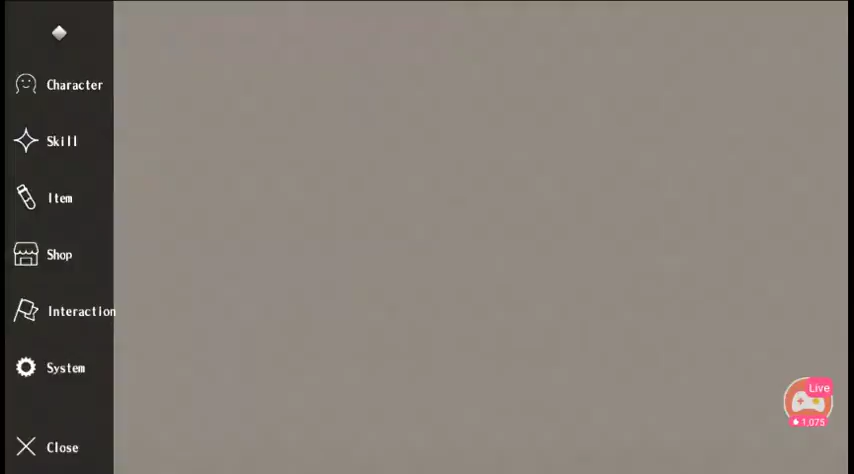 Character
Skill
Item
Shop
Interaction
System
Close
Live
1,075